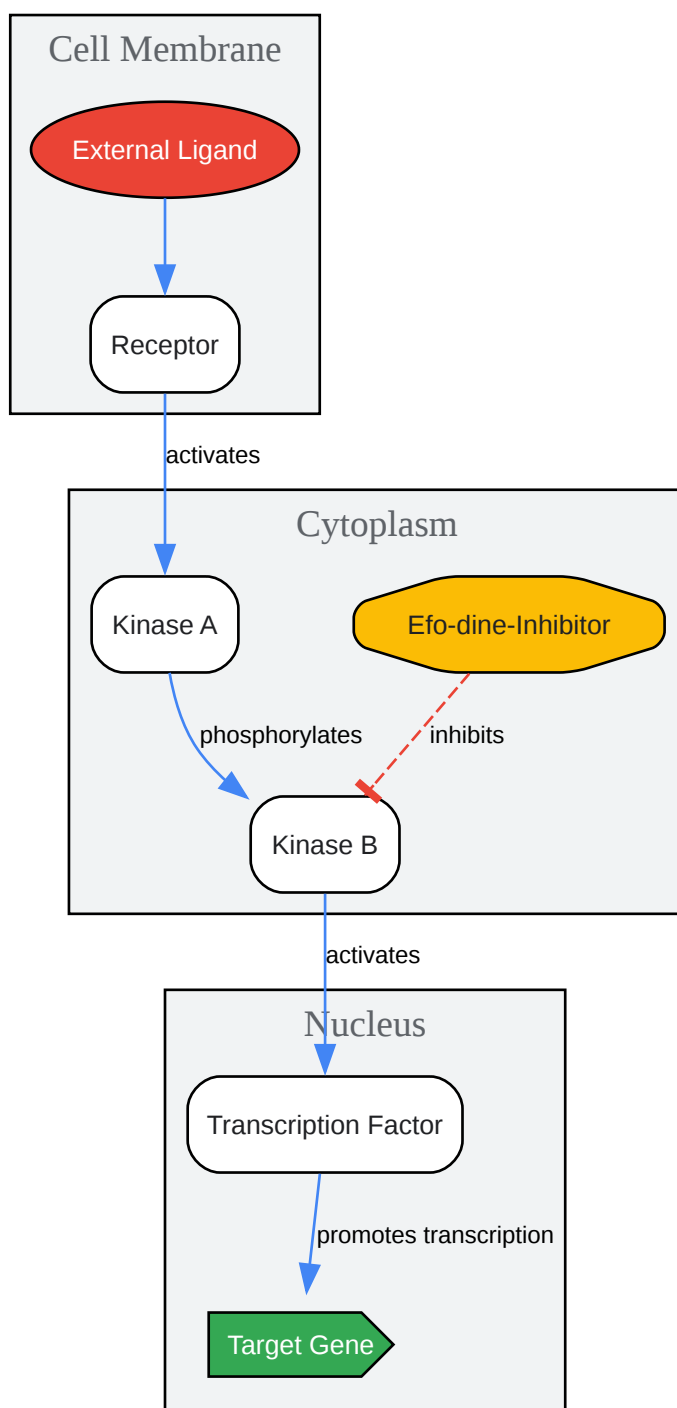 Cell Membrane
External Ligand
Receptor
activates
Cytoplasm
Kinase A
Efo-dine-Inhibitor
phosphorylates
inhibits
Kinase B
activates
Nucleus
Transcription Factor
promotes transcription
Target Gene